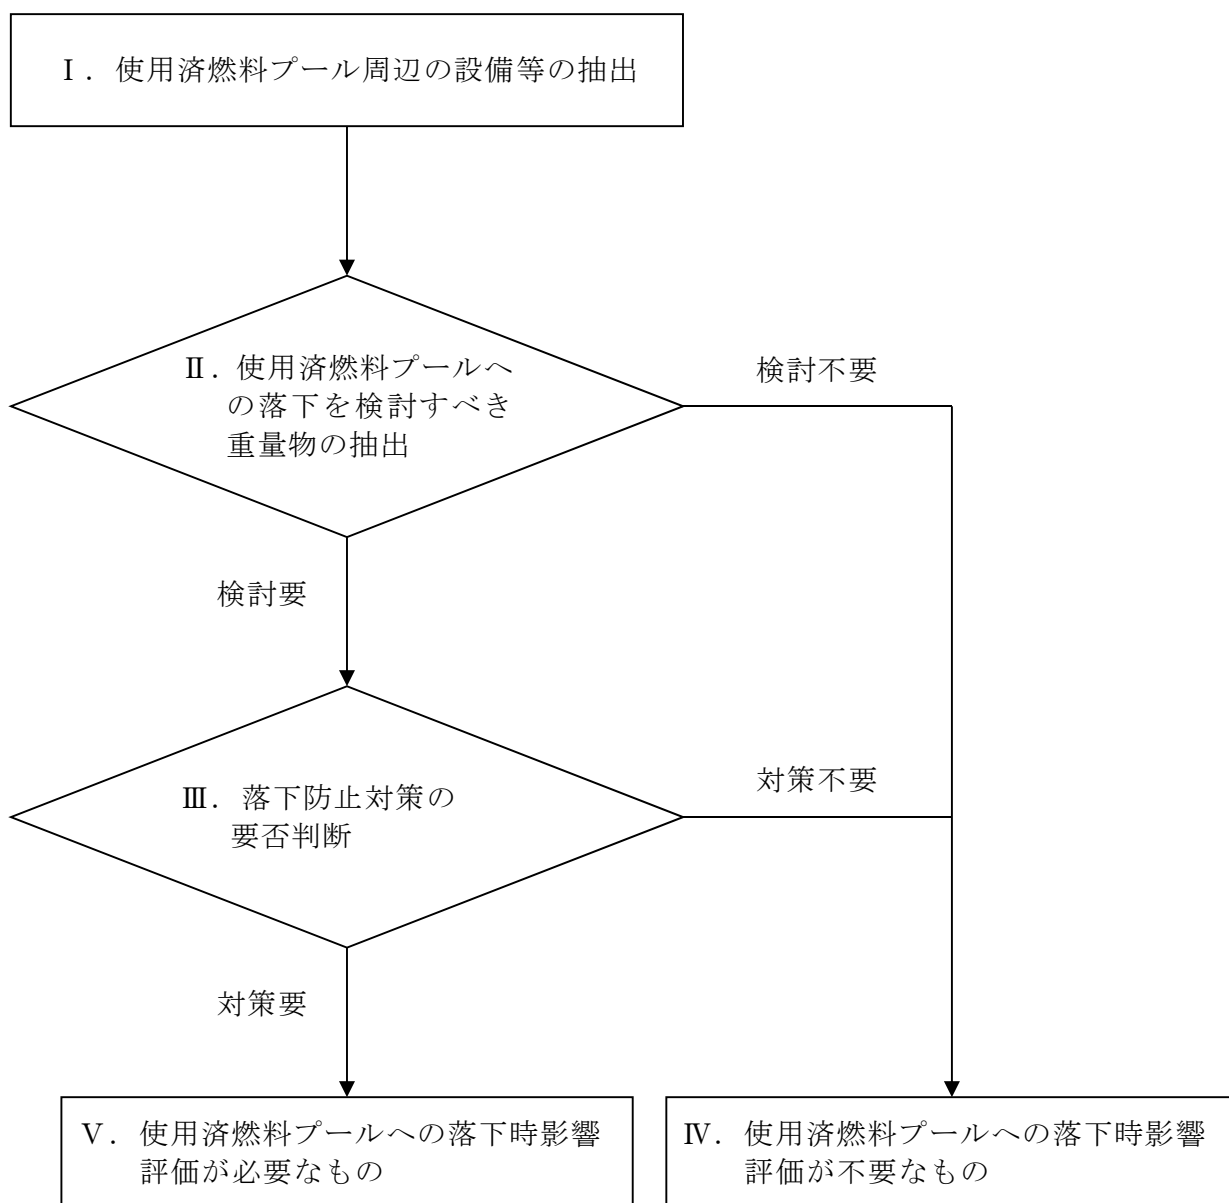 Ⅰ．使用済燃料プール周辺の設備等の抽出
Ⅱ．使用済燃料プールへ
の落下を検討すべき
重量物の抽出
検討不要
検討要
Ⅲ．落下防止対策の
要否判断
対策不要
対策要
Ⅴ．使用済燃料プールへの落下時影響
評価が必要なもの
Ⅳ．使用済燃料プールへの落下時影響
評価が不要なもの